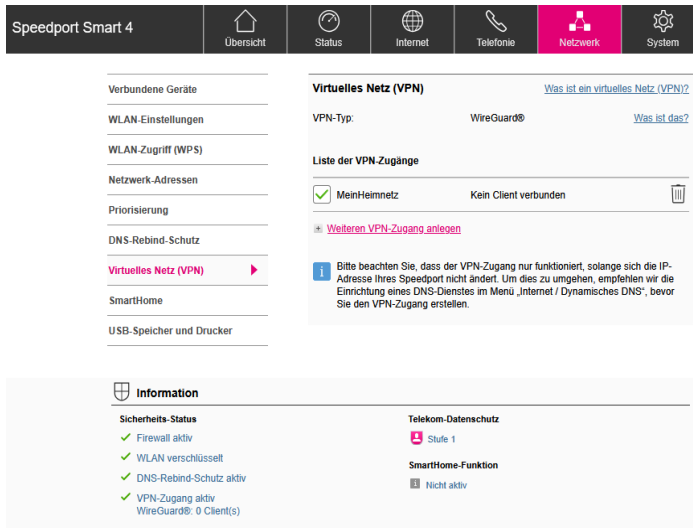 Speedport Smart 4
Übersicht
Status
Internet
Telefonie
Netzwerk
System
Verbundene Geräte
WLAN-Einstellungen
WLAN-Zugriff (WPS)
Netzwerk-Adressen
Priorisierung
DNS-Rebind-Schutz
Virtuelles Netz (VPN)
SmartHome
USB-Speicher und Drucker
Virtuelles Netz (VPN)
Was ist ein virtuelles Netz (VPN)?
VPN-Typ:
WireGuard®
Was ist das?
Liste der VPN-Zugänge
MeinHeimnetz
Kein Client verbunden
Weiteren VPN-Zugang anlegen
Bitte beachten Sie, dass der VPN-Zugang nur funktioniert, solange sich die IP-
Adresse Ihres Speedport nicht ändert. Um dies zu umgehen, empfehlen wir die
Einrichtung eines DNS-Dienstes im Menü „Internet / Dynamisches DNS“, bevor
Sie den VPN-Zugang erstellen.
Information
Sicherheits-Status
Firewall aktiv
WLAN verschlüsselt
DNS-Rebind-Schutz aktiv
VPN-Zugang aktiv
WireGuard®: 0 Client(s)
Telekom-Datenschutz
Stufe 1
SmartHome-Funktion
Nicht aktiv